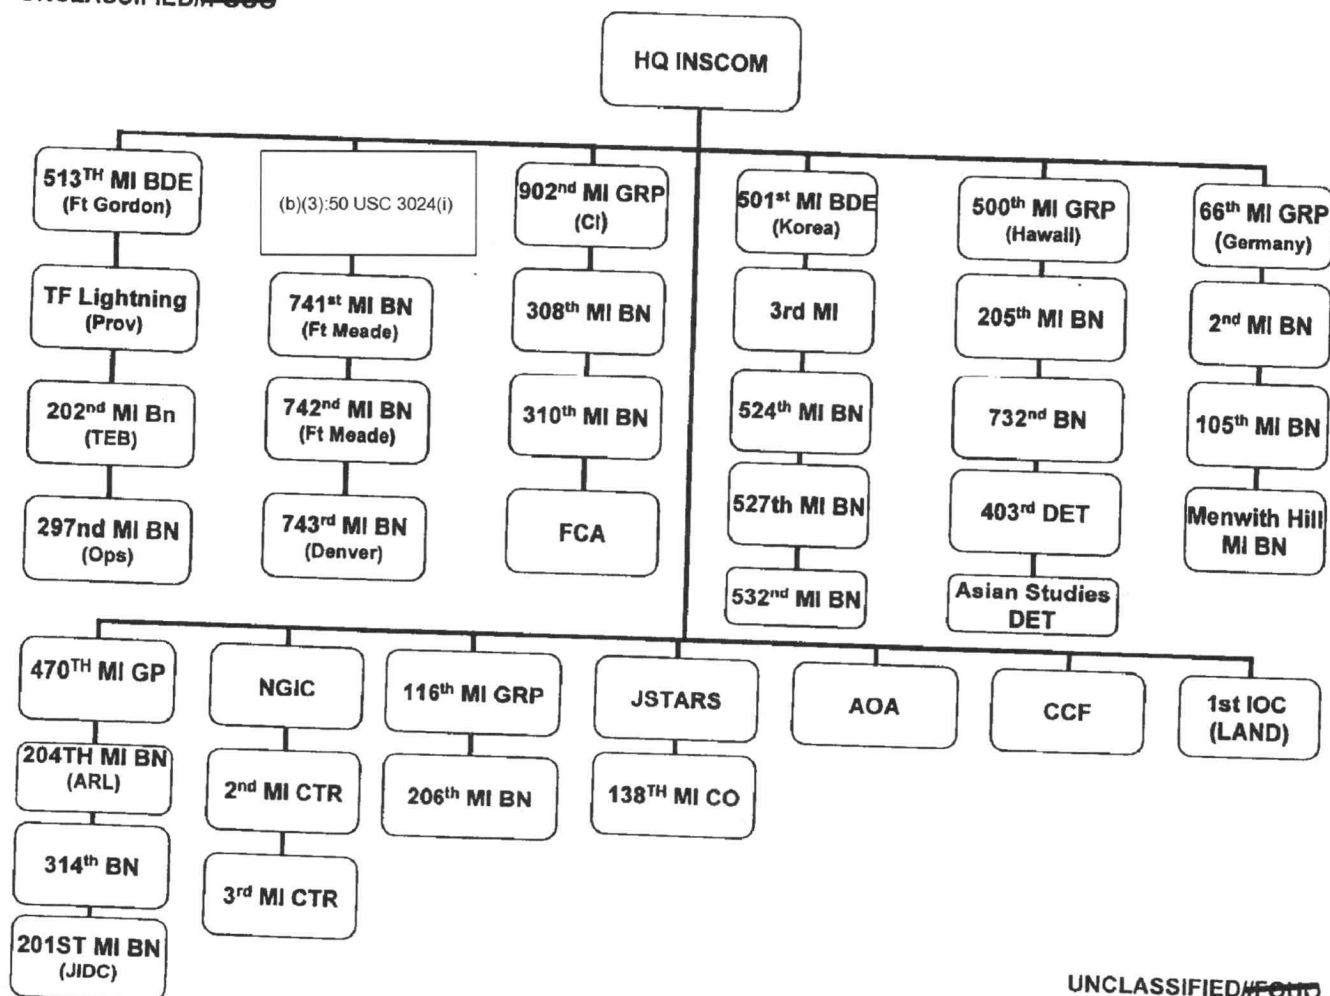 UNCLASSIFIED//FOUO
HQ INSCOM
513TH MI BDE
(Ft Gordon)
TF Lightning
(Prov)
202nd MI Bn
(TEB)
297nd MI BN
(Ops)
(b)(3):50 USC 3024(i)
741st MI BN
(Ft Meade)
742nd MI BN
(Ft Meade)
743rd MI BN
(Denver)
902nd MI GRP
(CI)
308th MI BN
310th MI BN
FCA
501st MI BDE
(Korea)
3rd MI
524th MI BN
527th MI BN
532nd MI BN
500th MI GRP
(Hawaii)
205th MI BN
732nd BN
403rd DET
Asian Studies
DET
66th MI GRP
(Germany)
2nd MI BN
105th MI BN
Menwith Hill
MI BN
470TH MI GP
204TH MI BN
(ARL)
314th BN
201ST MI BN
(JIDC)
NGIC
2nd MI CTR
3rd MI CTR
116th MI GRP
206th MI BN
JSTARS
138TH MI CO
AOA
CCF
1st IOC
(LAND)
UNCLASSIFIED//FOUO